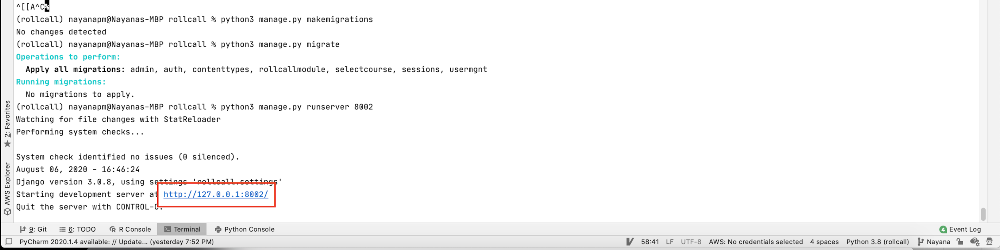 ^[[A^C%
(rollcall) nayanapm@Nayanas-MBP rollcall % python3 manage.py makemigrations
No changes detected
(rollcall) nayanapm@Nayanas-MBP rollcall % python3 manage.py migrate
Operations to perform:
  Apply all migrations: admin, auth, contenttypes, rollcallmodule, selectcourse, sessions, usermgnt
Running migrations:
  No migrations to apply.
(rollcall) nayanapm@Nayanas-MBP rollcall % python3 manage.py runserver 8002
Watching for file changes with StatReloader
Performing system checks...
System check identified no issues (0 silenced).
August 06, 2020 - 16:46:24
Django version 3.0.8, using settings 'rollcall.settings'
Starting development server at http://127.0.0.1:8002/
Quit the server with CONTROL-C.
2: Favorites
AWS Explorer
9: Git 6: TODO R Console Terminal Python Console 4 Event Log
PyCharm 2020.1.4 available: // Update... (yesterday 7:52 PM) 58:41 LF UTF-8 AWS: No credentials selected 4 spaces Python 3.8 (rollcall) Nayana